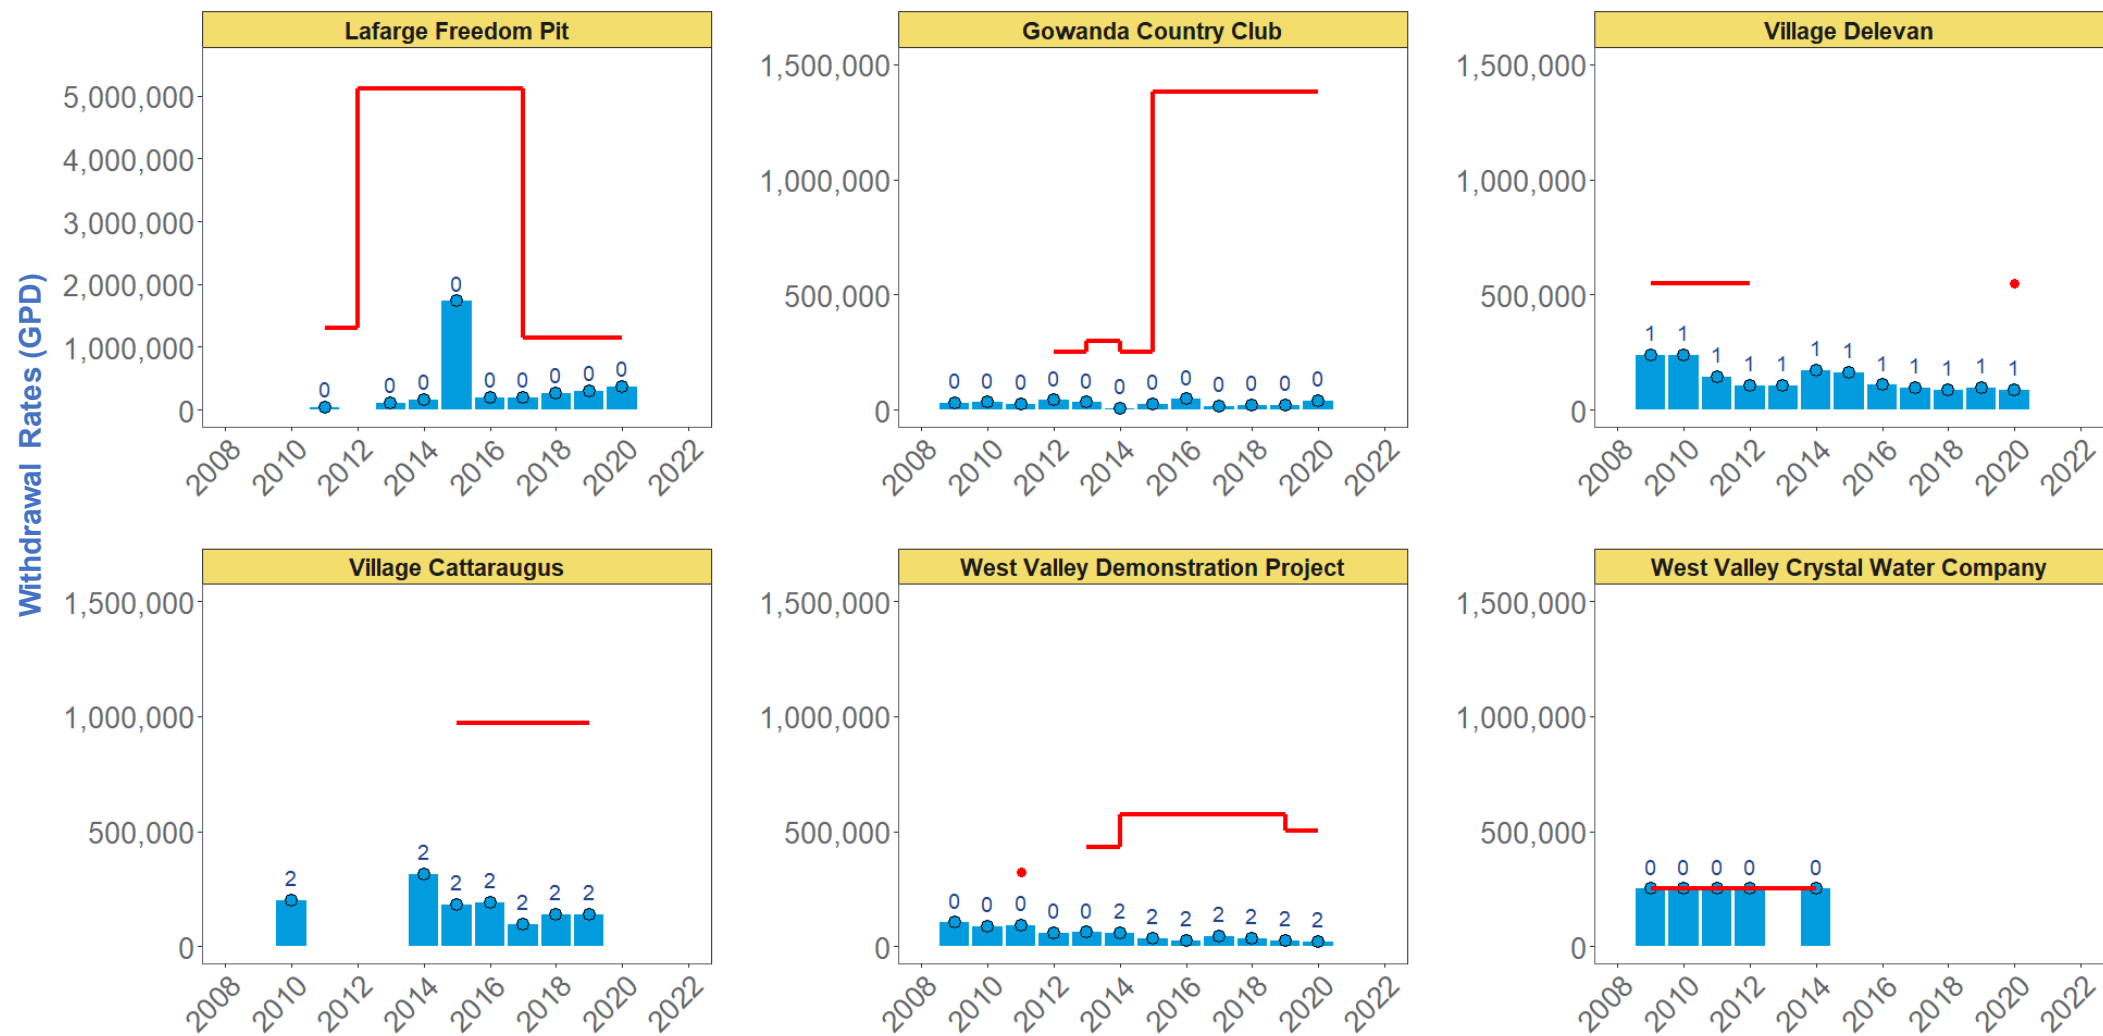 Withdrawal Rates (GPD)
Lafarge Freedom Pit
5,000,000
4,000,000
3,000,000
2,000,000
1,000,000
0
0 0 0 0 0 0 0 0 0
2008 2010 2012 2014 2016 2018 2020 2022
Gowanda Country Club
1,500,000
1,000,000
500,000
0
0 0 0 0 0 0 0 0 0 0 0 0
2008 2010 2012 2014 2016 2018 2020 2022
Village Delevan
1,500,000
1,000,000
500,000
0
1 1 1 1 1 1 1 1 1 1 1 1
2008 2010 2012 2014 2016 2018 2020 2022
Village Cattaraugus
1,500,000
1,000,000
500,000
0
2 2 2 2 2 2 2
2008 2010 2012 2014 2016 2018 2020 2022
West Valley Demonstration Project
1,500,000
1,000,000
500,000
0
0 0 0 0 0 2 2 2 2 2 2 2
2008 2010 2012 2014 2016 2018 2020 2022
West Valley Crystal Water Company
1,500,000
1,000,000
500,000
0
0 0 0 0 0
2008 2010 2012 2014 2016 2018 2020 2022